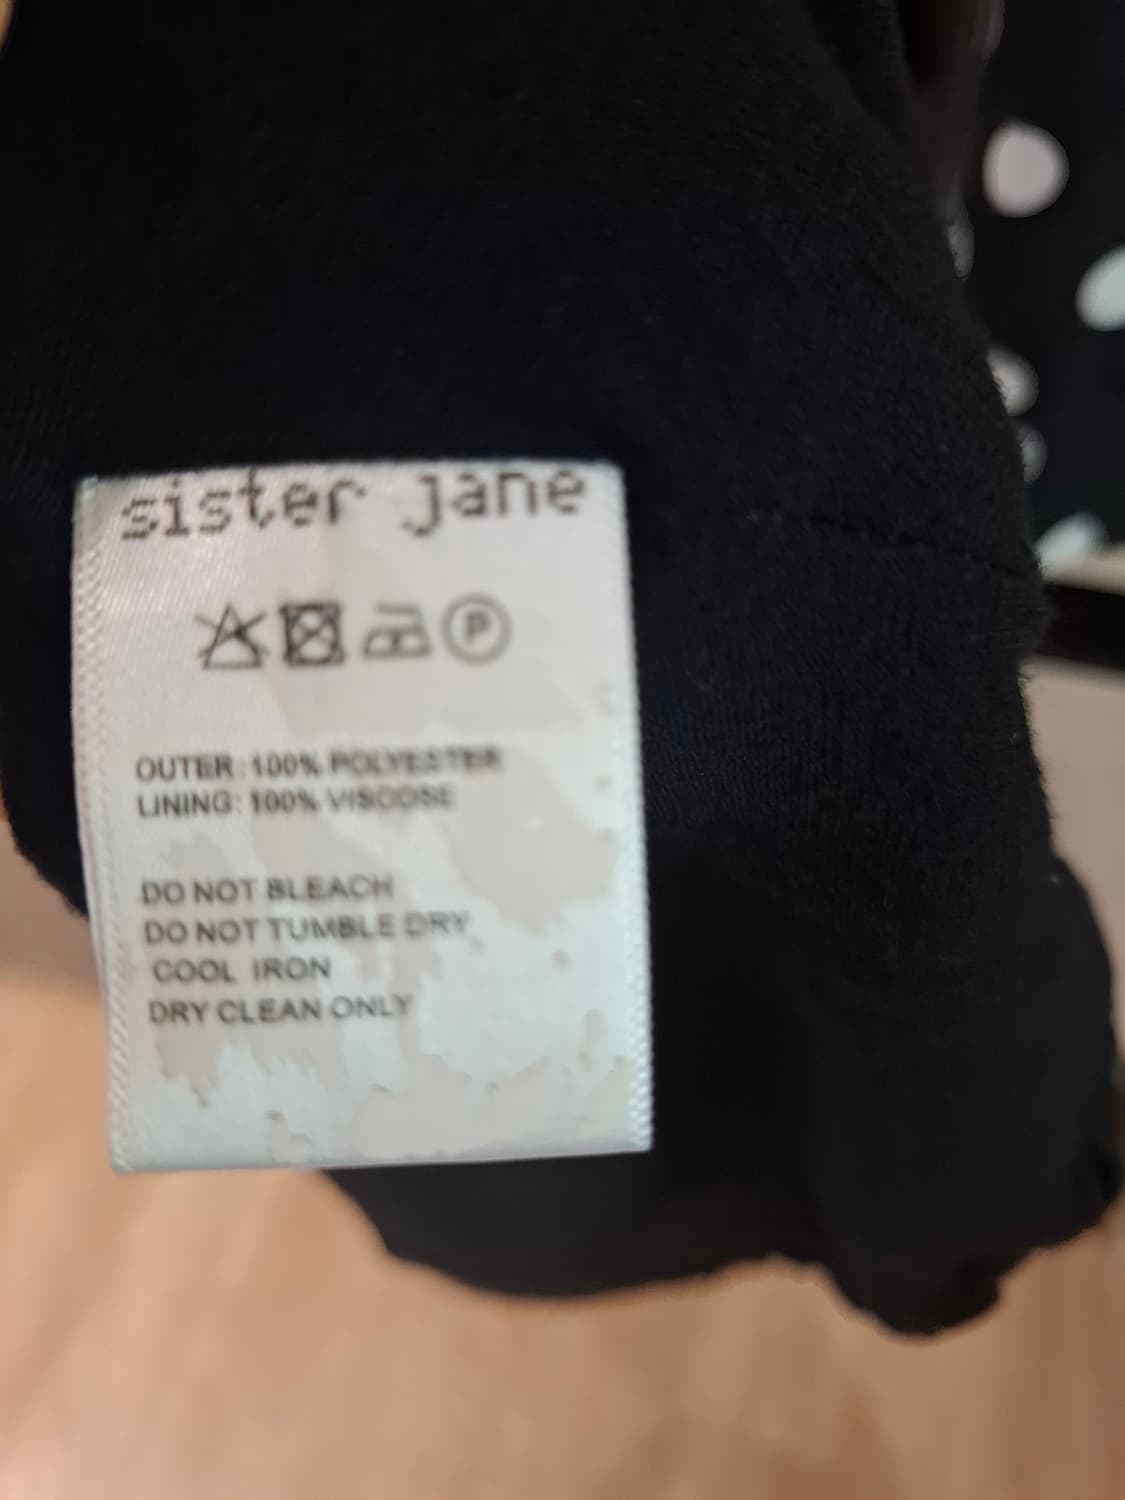 sister jane
P
OUTER: 100% POLYESTER
LINING: 100% VISCOSE
DO NOT BLEACH
DO NOT TUMBLE DRY
COOL IRON
DRY CLEAN ONLY